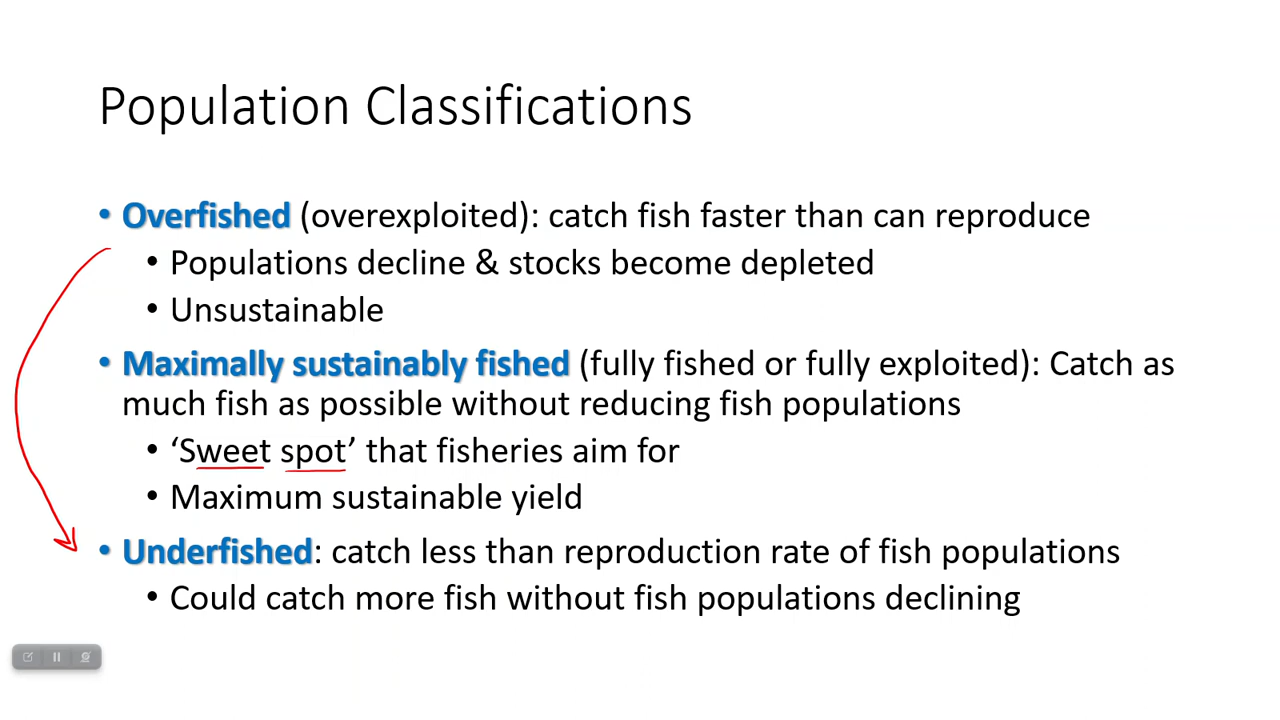 Population Classifications
• Overfished (overexploited): catch fish faster than can reproduce
• Populations decline & stocks become depleted
• Unsustainable
• Maximally sustainably fished (fully fished or fully exploited): Catch as
much fish as possible without reducing fish populations
• ‘Sweet spot’ that fisheries aim for
• Maximum sustainable yield
• Underfished: catch less than reproduction rate of fish populations
• Could catch more fish without fish populations declining